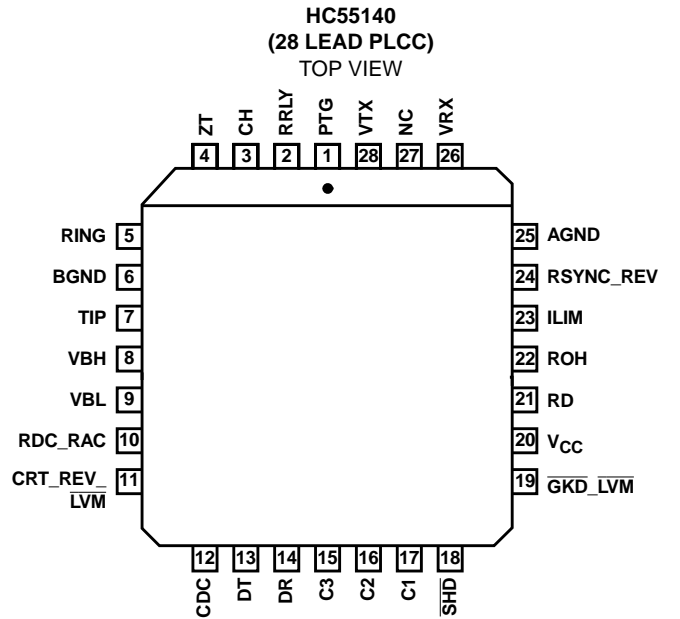 HC55140
(28 LEAD PLCC)
TOP VIEW
ZT
CH
RRLY
PTG
VTX
NC
VRX
4
3
2
1
28
27
26
RING 5
BGND 6
TIP 7
VBH 8
VBL 9
RDC_RAC 10
CRT_REV_
LVM 11
25 AGND
24 RSYNC_REV
23 ILIM
22 ROH
21 RD
20 VCC
19 GKD_LVM
12
13
14
15
16
17
18
CDC
DT
DR
C3
C2
C1
SHD